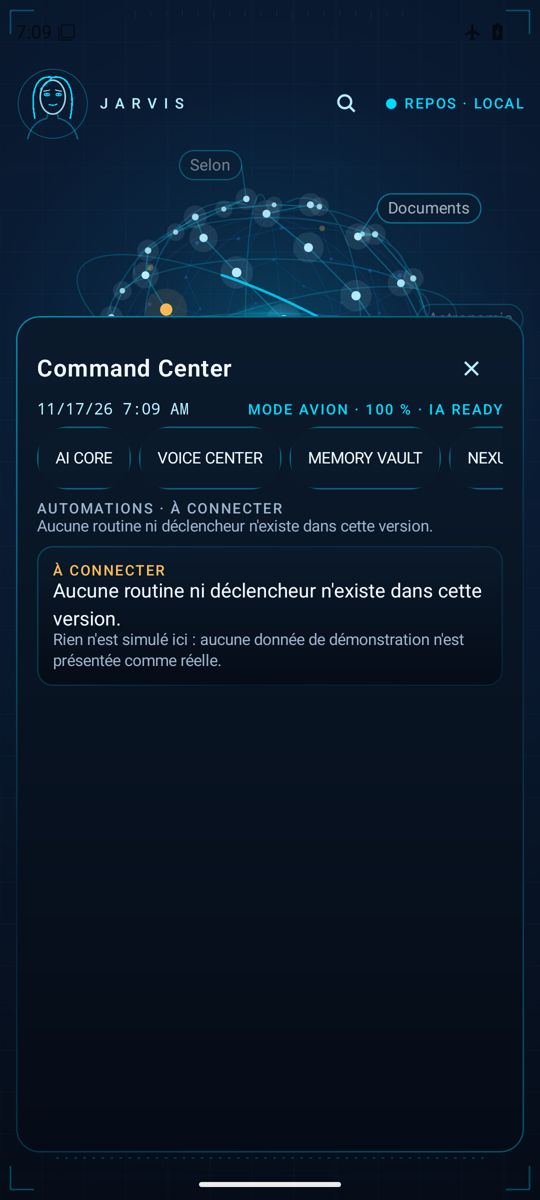 7:09
JARVIS
REPOS · LOCAL
Selon
Documents
Astronomie
Command Center
11/17/26 7:09 AM
MODE AVION · 100 % · IA READY
AI CORE
VOICE CENTER
MEMORY VAULT
NEXU
AUTOMATIONS · À CONNECTER
Aucune routine ni déclencheur n'existe dans cette version.
À CONNECTER
Aucune routine ni déclencheur n'existe dans cette
version.
Rien n'est simulé ici : aucune donnée de démonstration n'est
présentée comme réelle.